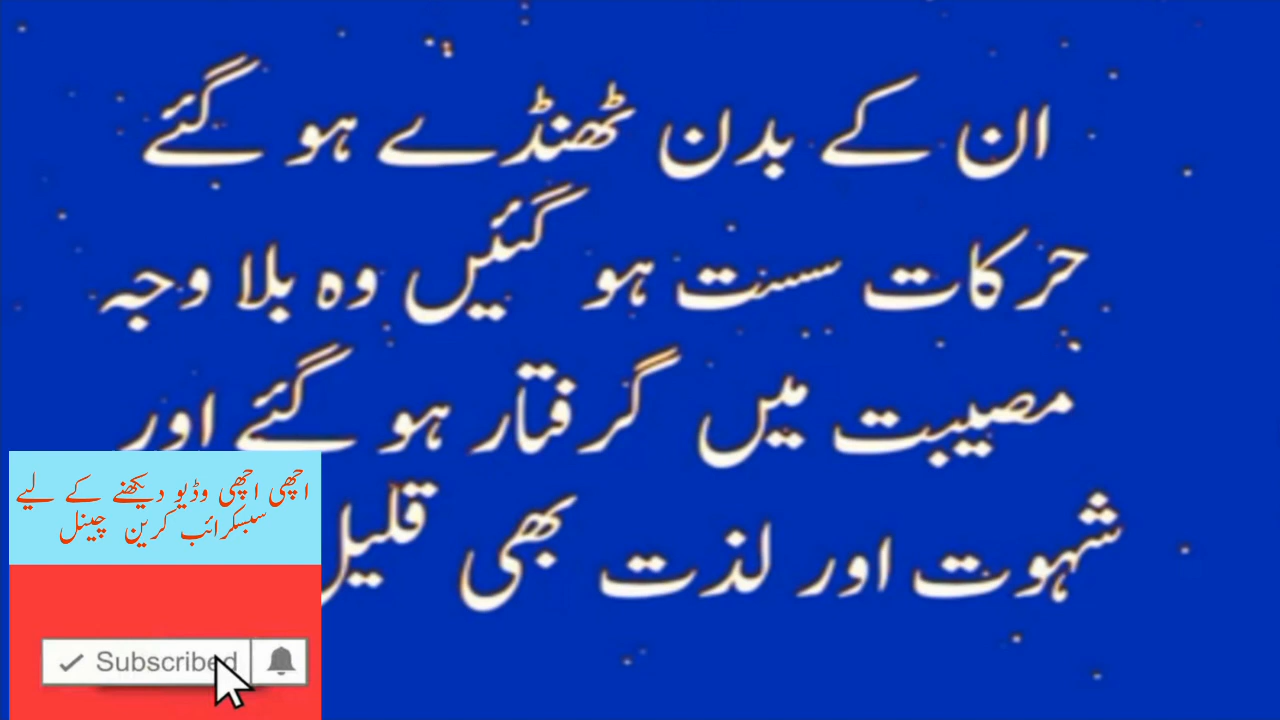 ان کے بدن ٹھنڈے ہو گئے
حرکات سست ہو گئیں وہ بلا وجہ
مصیبت میں گرفتار ہو گئے اور
شہوت اور لذت بھی قلیل
اچھی اچھی وڈیو دیکھنے کے لیے
سبسکرائب کرین چینل
Subscribed